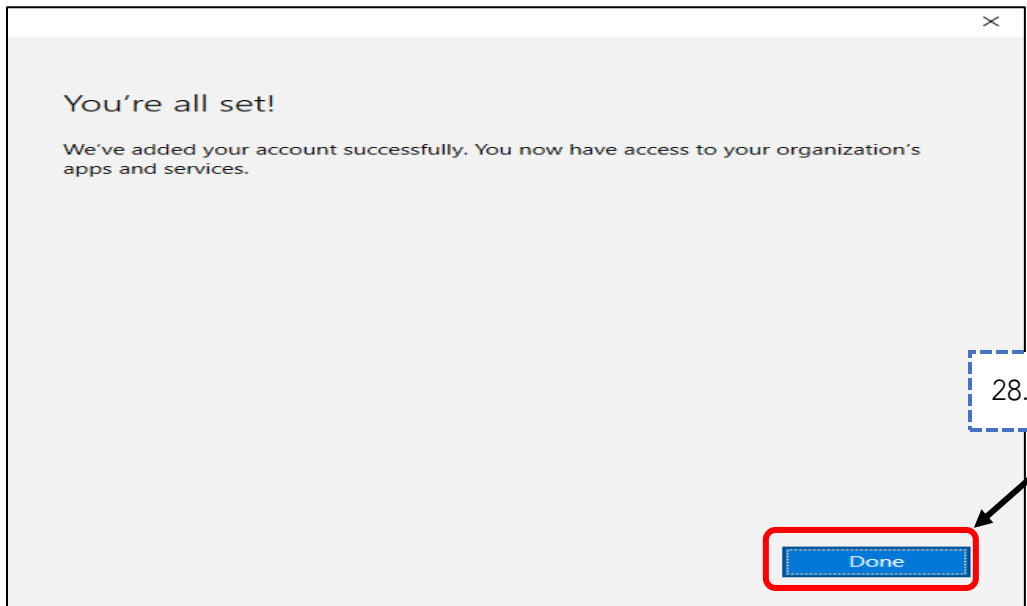 You're all set!
We've added your account successfully. You now have access to your organization's
apps and services.
28.
Done